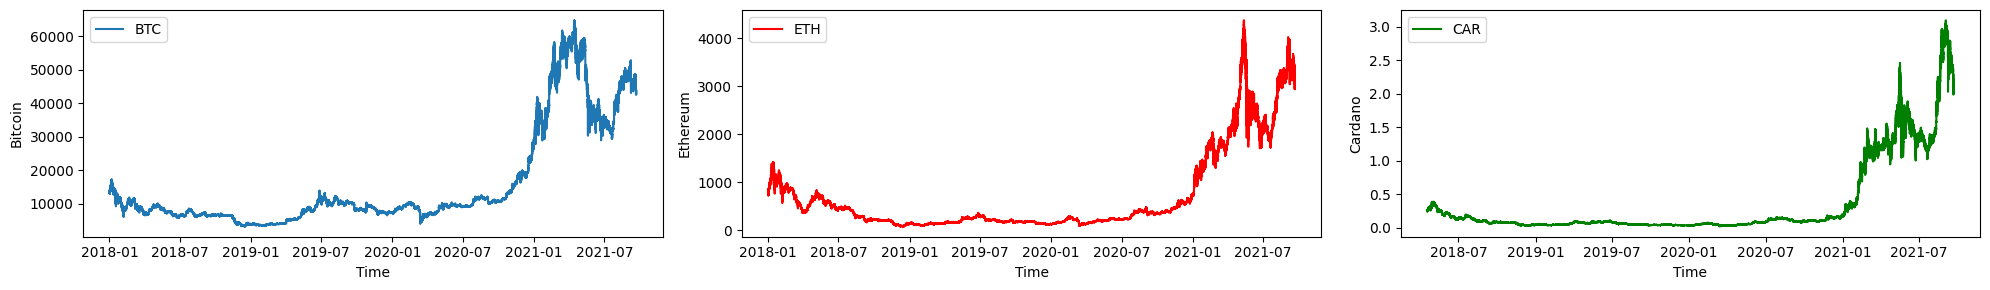 BTC
60000
50000
40000
30000
20000
10000
Bitcoin
2018-01 2018-07 2019-01 2019-07 2020-01 2020-07 2021-01 2021-07
Time
ETH
4000
3000
2000
1000
0
Ethereum
2018-01 2018-07 2019-01 2019-07 2020-01 2020-07 2021-01 2021-07
Time
CAR
3.0
2.5
2.0
1.5
1.0
0.5
0.0
Cardano
2018-07 2019-01 2019-07 2020-01 2020-07 2021-01 2021-07
Time